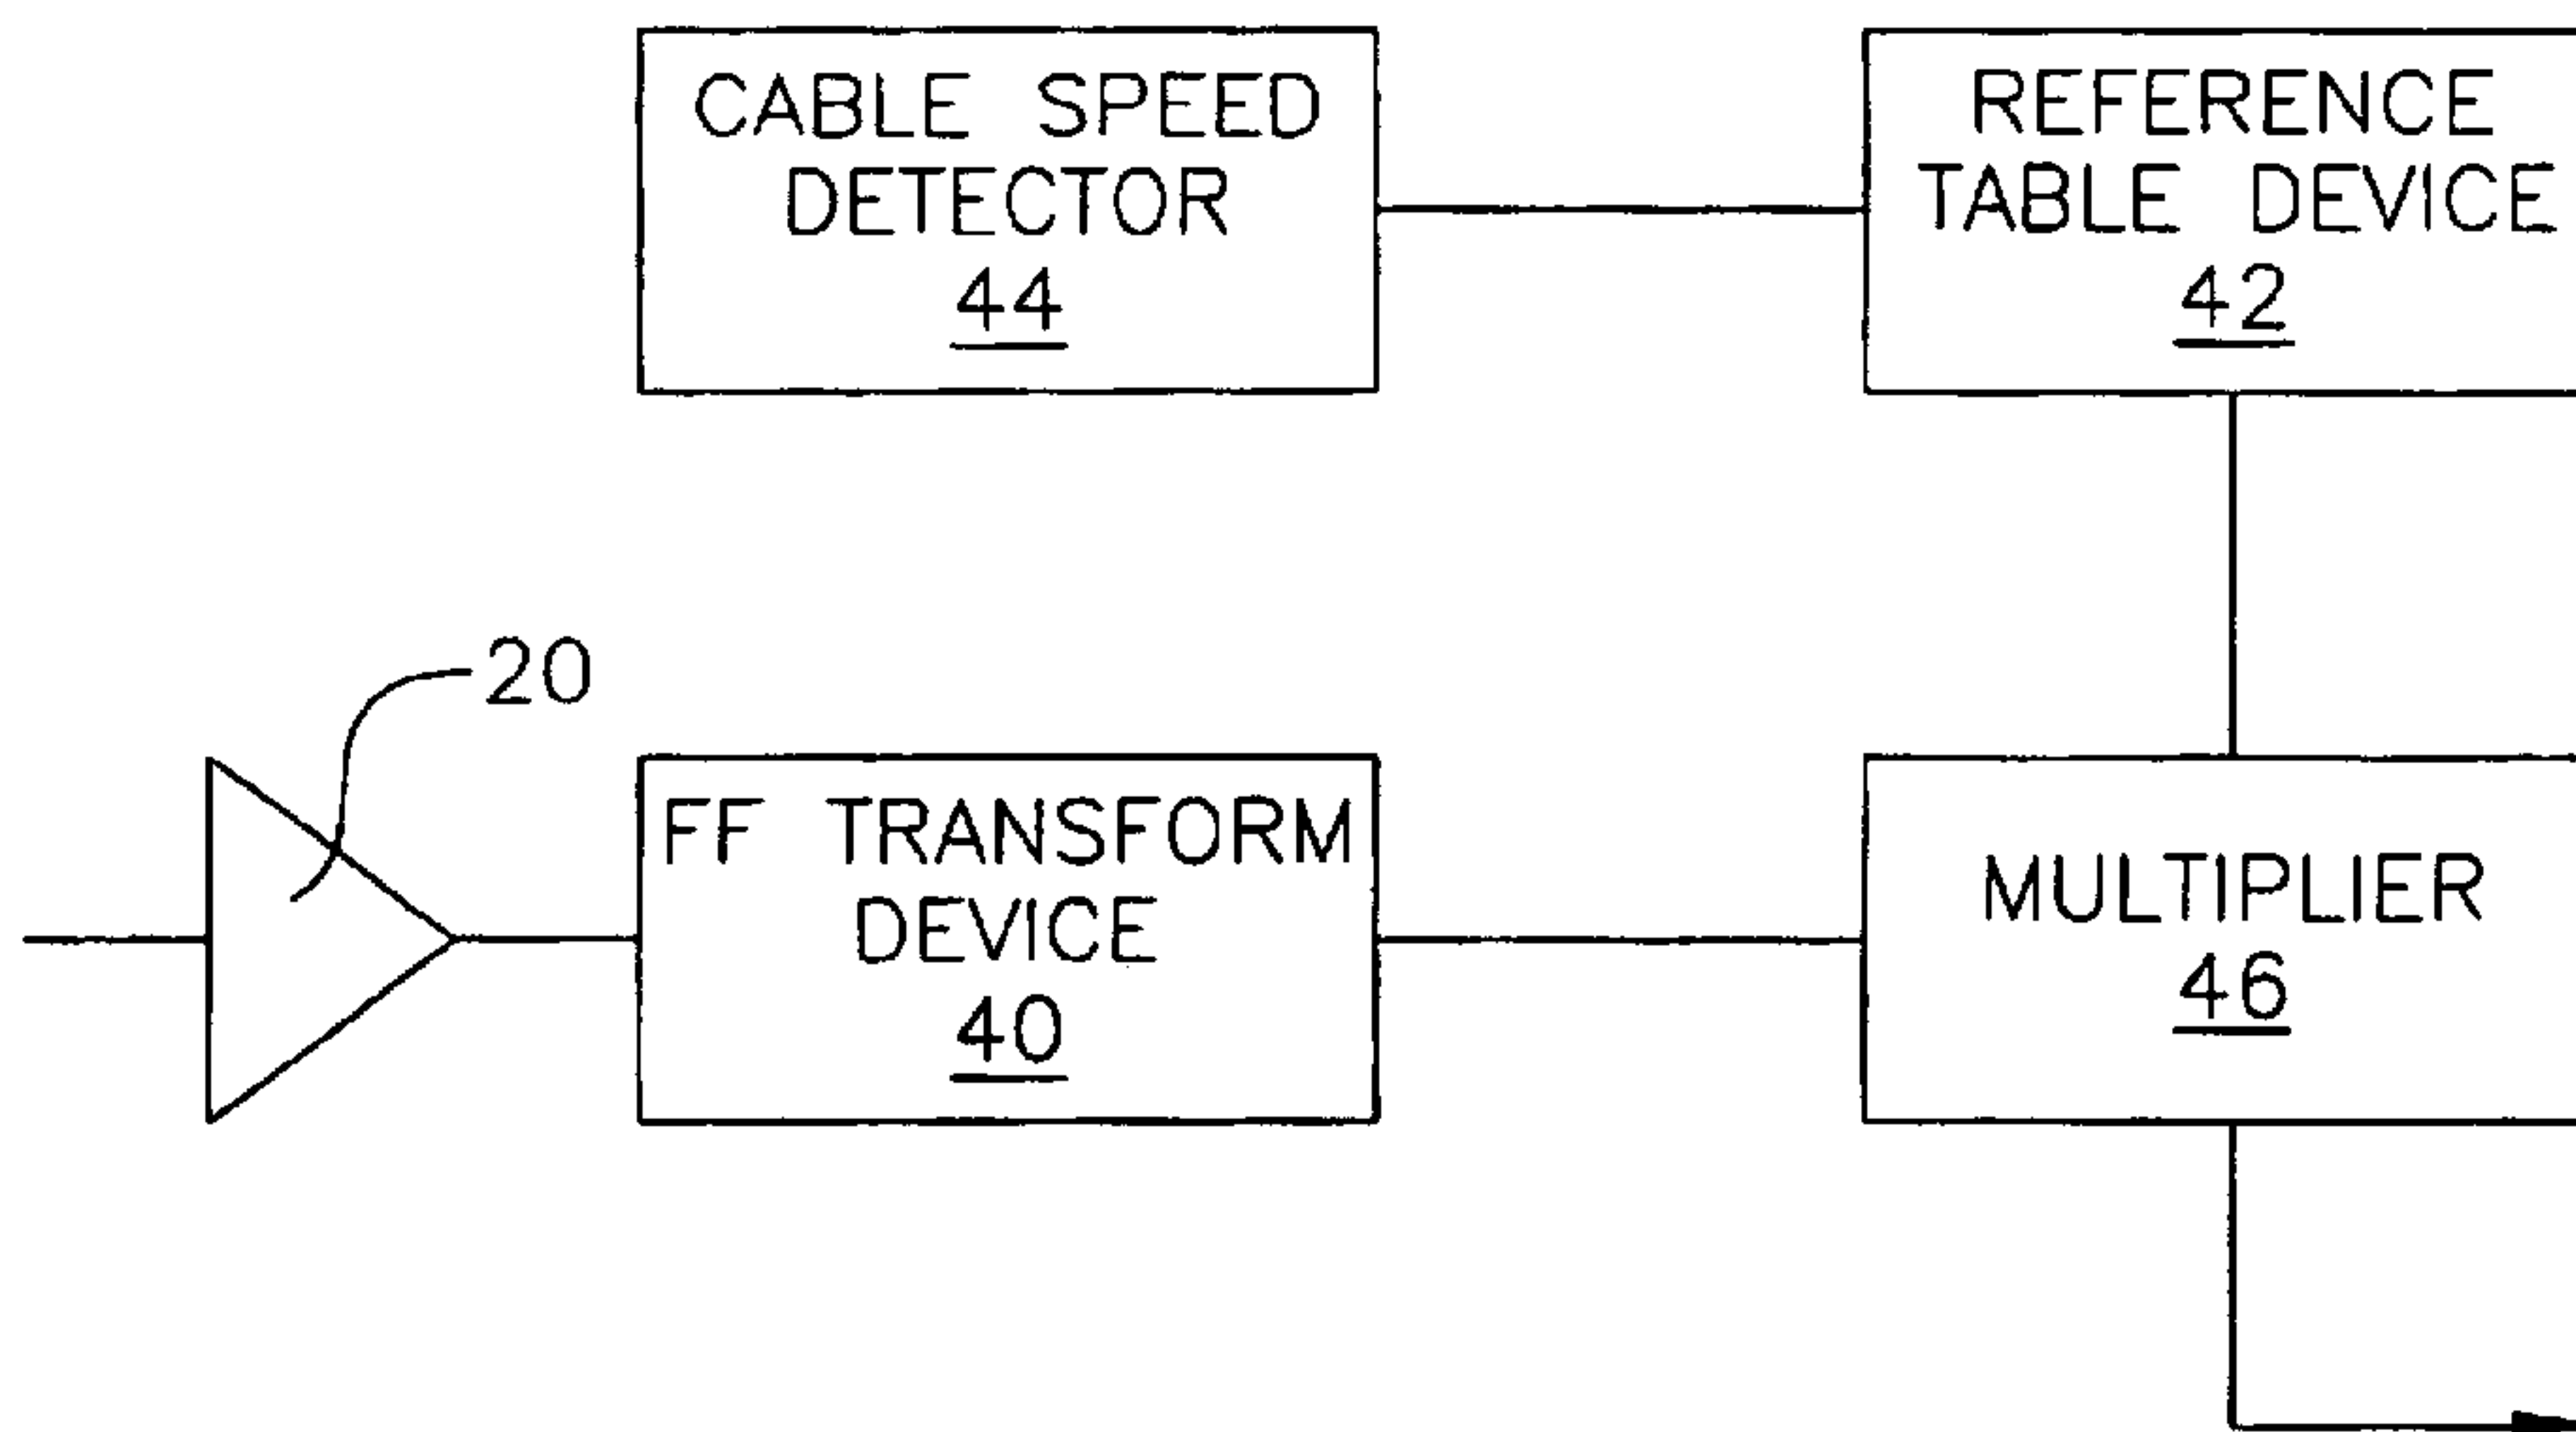 CABLE SPEED
DETECTOR
44
REFERENCE
TABLE DEVICE
42
20
FF TRANSFORM
DEVICE
40
MULTIPLIER
46